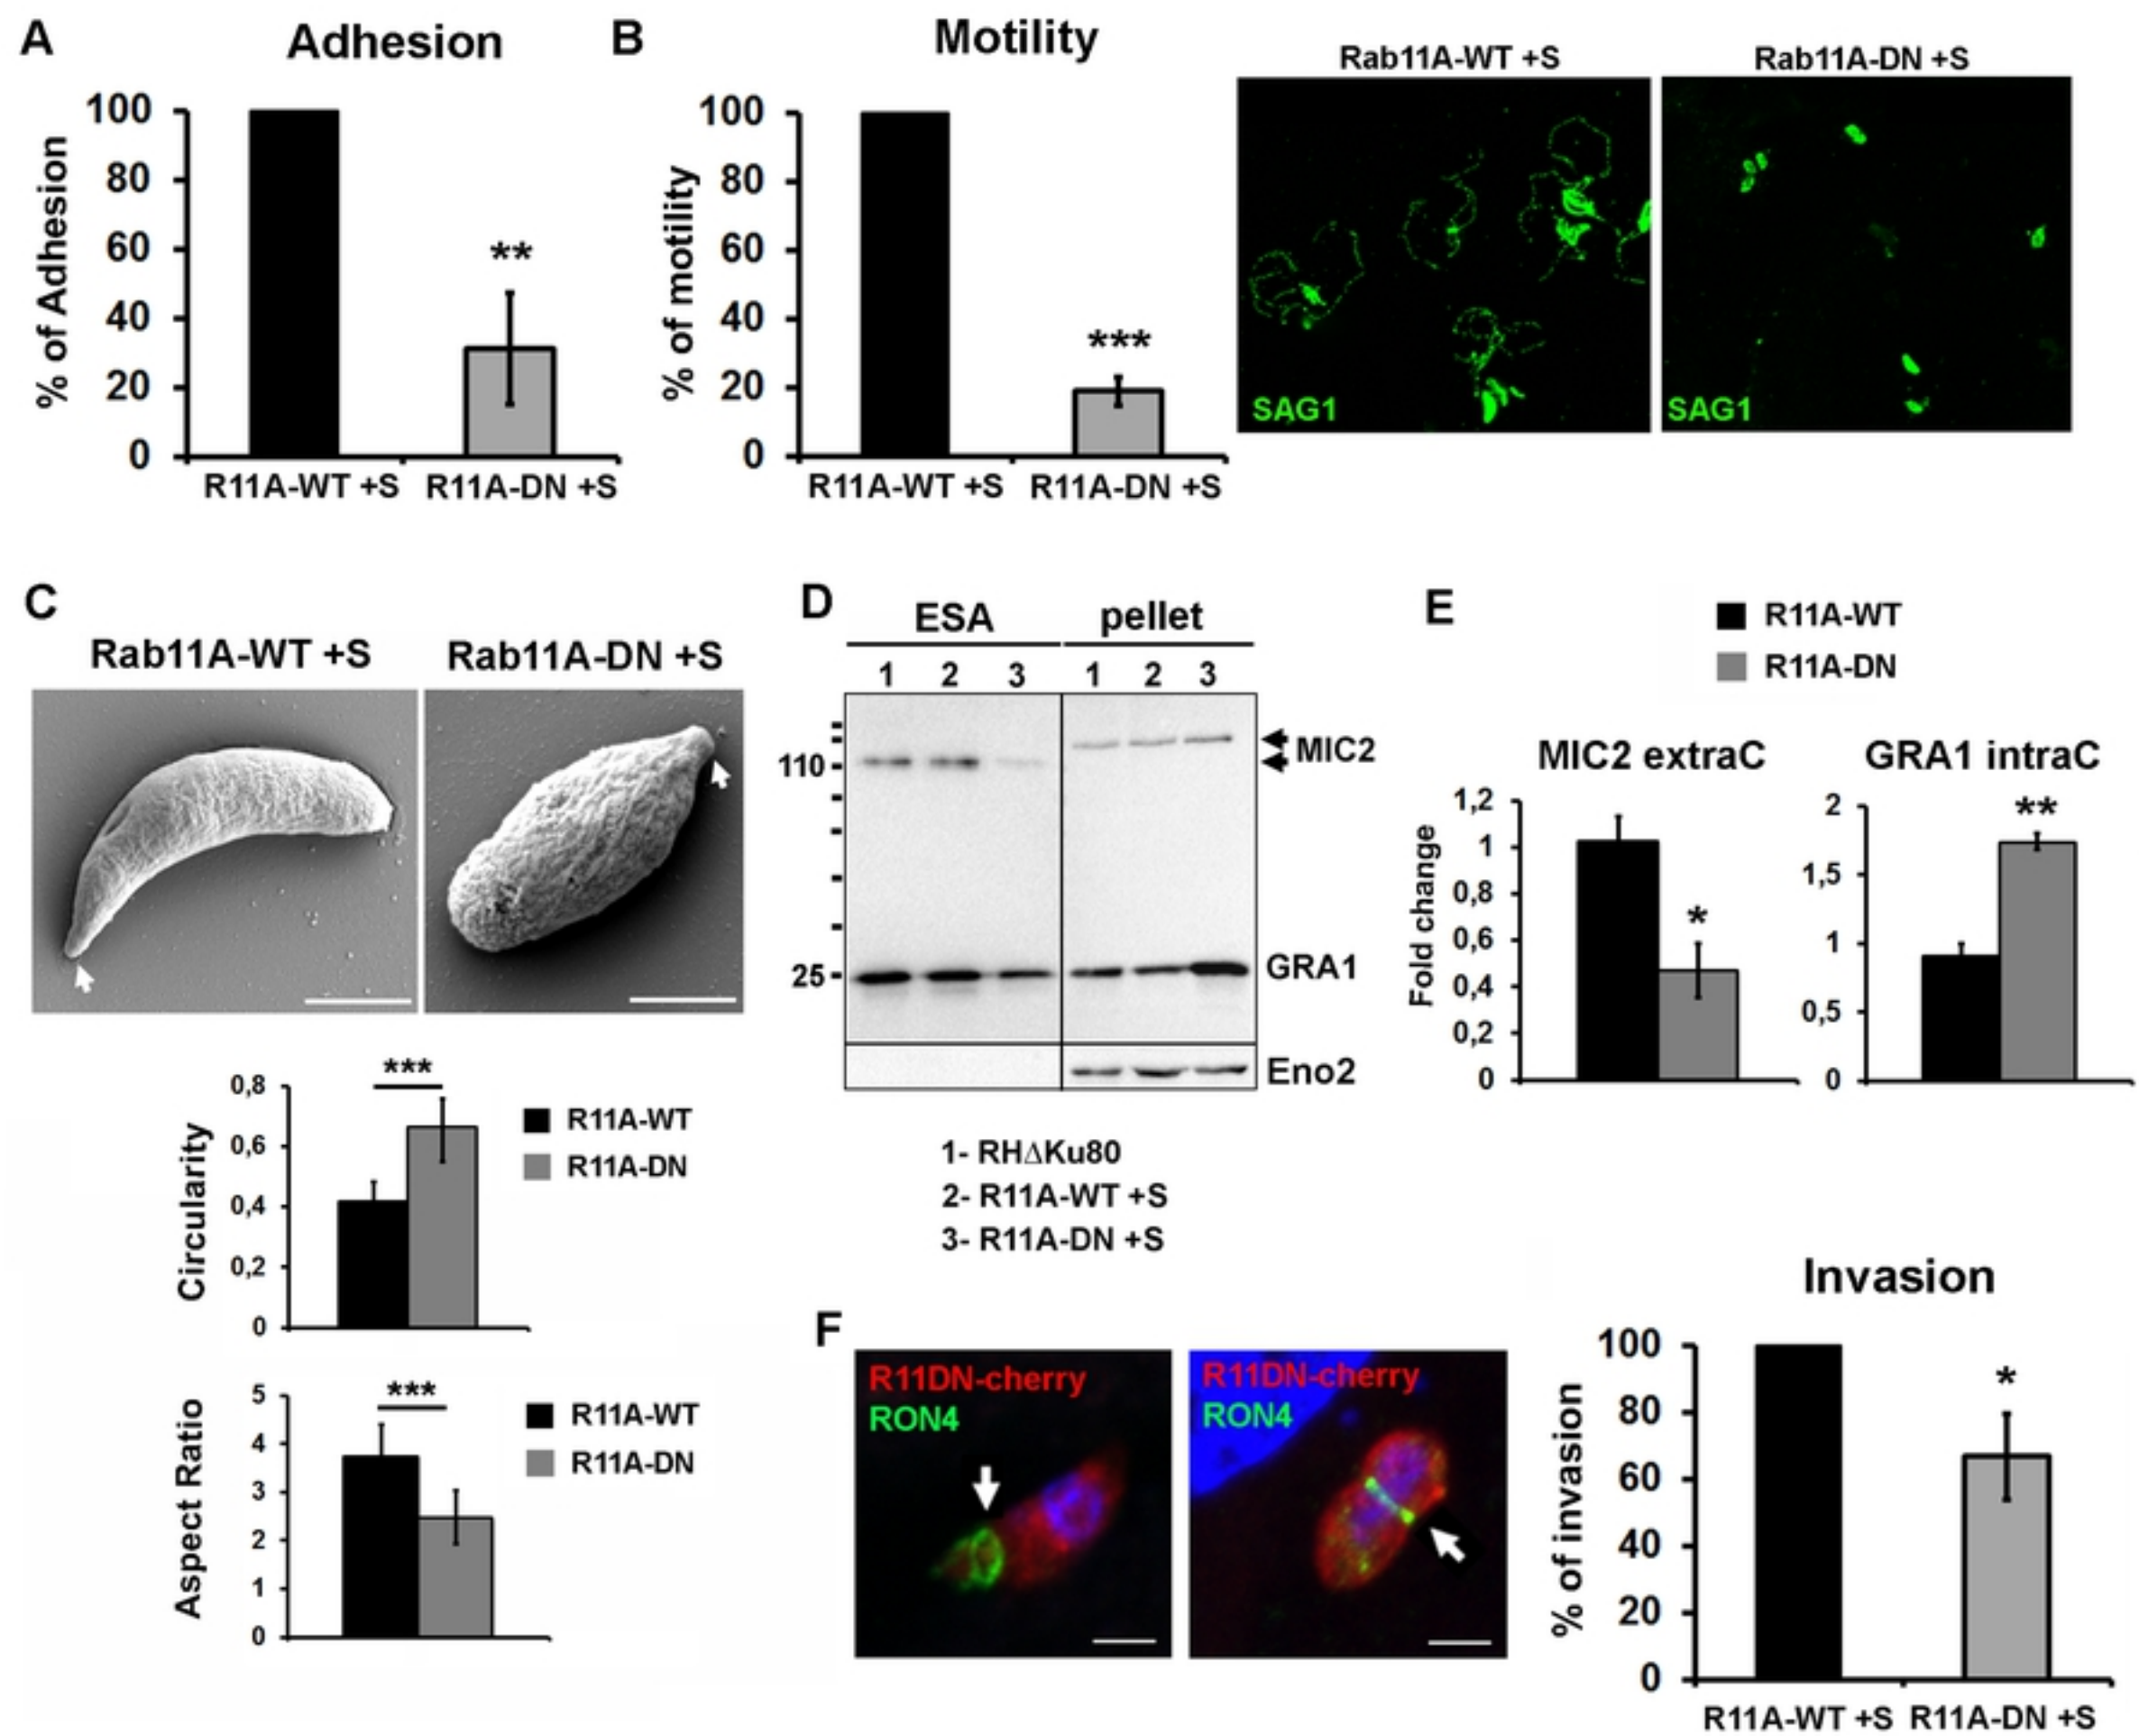 A
Adhesion
% of Adhesion
100
80
60
40
20
0
**
R11A-WT +S
R11A-DN +S
B
Motility
% of motility
100
80
60
40
20
0
***
R11A-WT +S
R11A-DN +S
Rab11A-WT +S
SAG1
Rab11A-DN +S
SAG1
C
Rab11A-WT +S
Rab11A-DN +S
Circularity
0,8
0,6
0,4
0,2
0
***
R11A-WT
R11A-DN
Aspect Ratio
5
4
3
2
1
0
***
R11A-WT
R11A-DN
D
ESA
pellet
1 2 3
1 2 3
110
25
MIC2
GRA1
Eno2
1- RHΔKu80
2- R11A-WT +S
3- R11A-DN +S
E
R11A-WT
R11A-DN
MIC2 extraC
Fold change
1,2
1
0,8
0,6
0,4
0,2
0
*
GRA1 intraC
2
1,5
1
0,5
0
**
F
R11DN-cherry
RON4
R11DN-cherry
RON4
Invasion
% of invasion
100
80
60
40
20
0
*
R11A-WT +S
R11A-DN +S